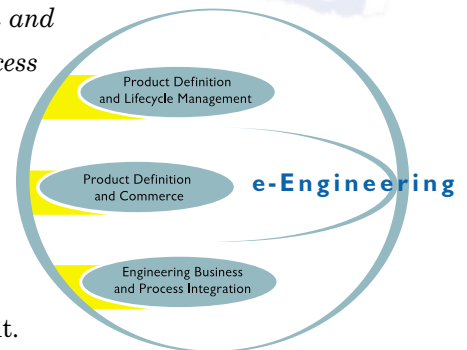 and
cess
Product Definition
and Lifecycle Management
Product Definition
and Commerce
e-Engineering
Engineering Business
and Process Integration
t.